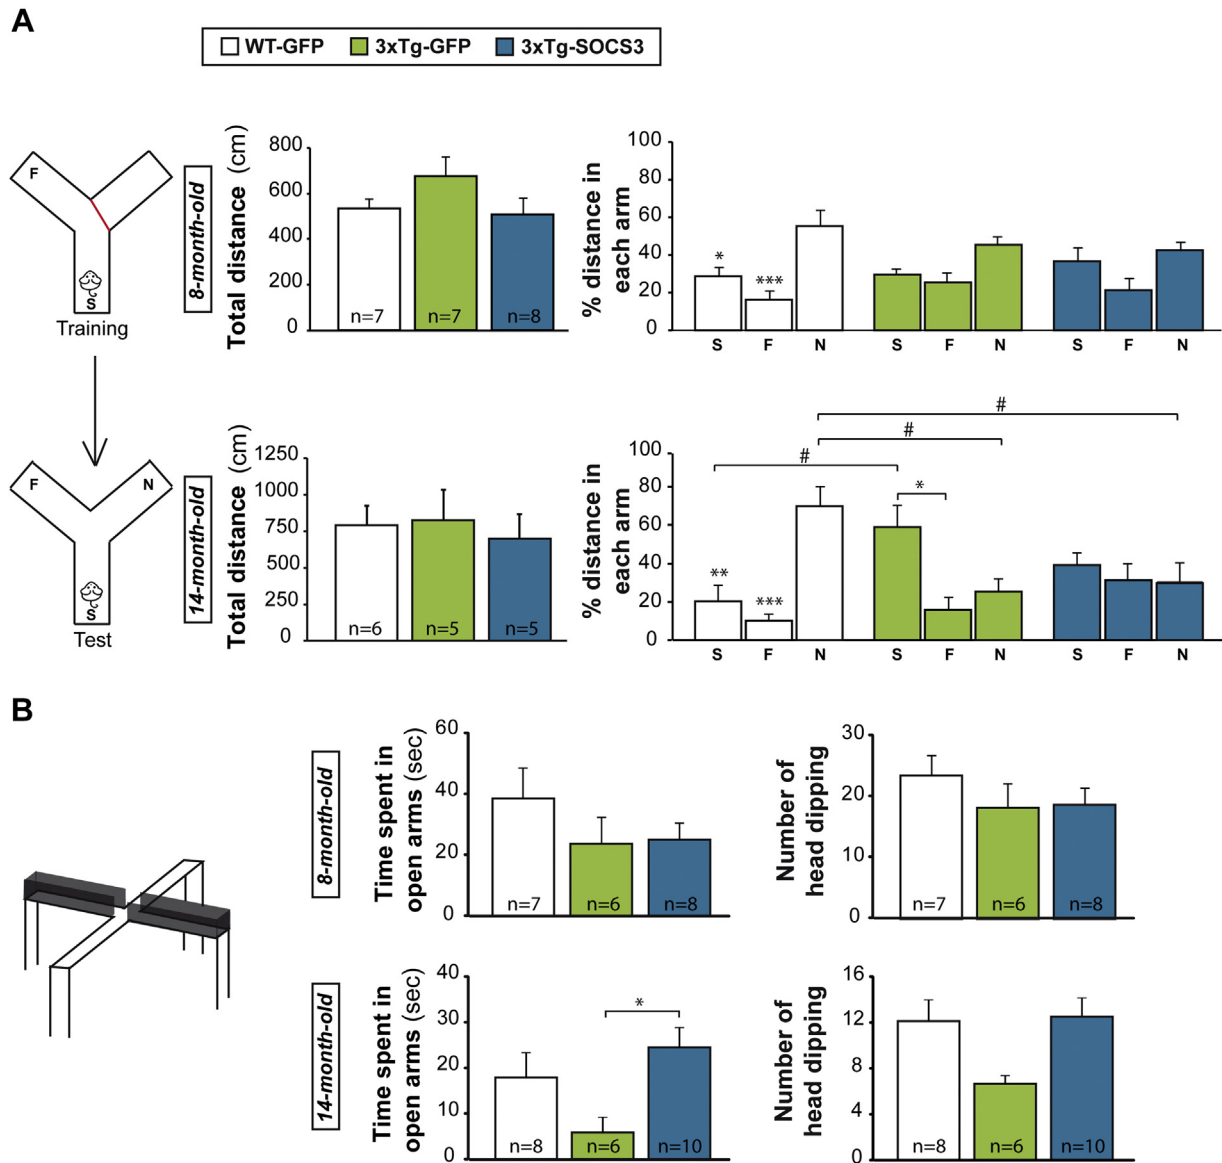 A
WT-GFP 3xTg-GFP 3xTg-SOCS3
F
S
Training
8-month-old
Total distance (cm)
800
600
400
200
0
n=7 n=7 n=8
% distance in
each arm
100
80
60
40
20
0
* ***
S F N S F N S F N
F N
S
Test
14-month-old
Total distance (cm)
1250
1000
750
500
250
0
n=6 n=5 n=5
% distance in
each arm
100
80
60
40
20
0
#
#
#
*
** ***
S F N S F N S F N
B
8-month-old
Time spent in
open arms (sec)
60
40
20
0
n=7 n=6 n=8
Number of
head dipping
30
20
10
0
n=7 n=6 n=8
14-month-old
Time spent in
open arms (sec)
40
30
20
10
0
*
n=8 n=6 n=10
Number of
head dipping
16
12
8
4
0
n=8 n=6 n=10